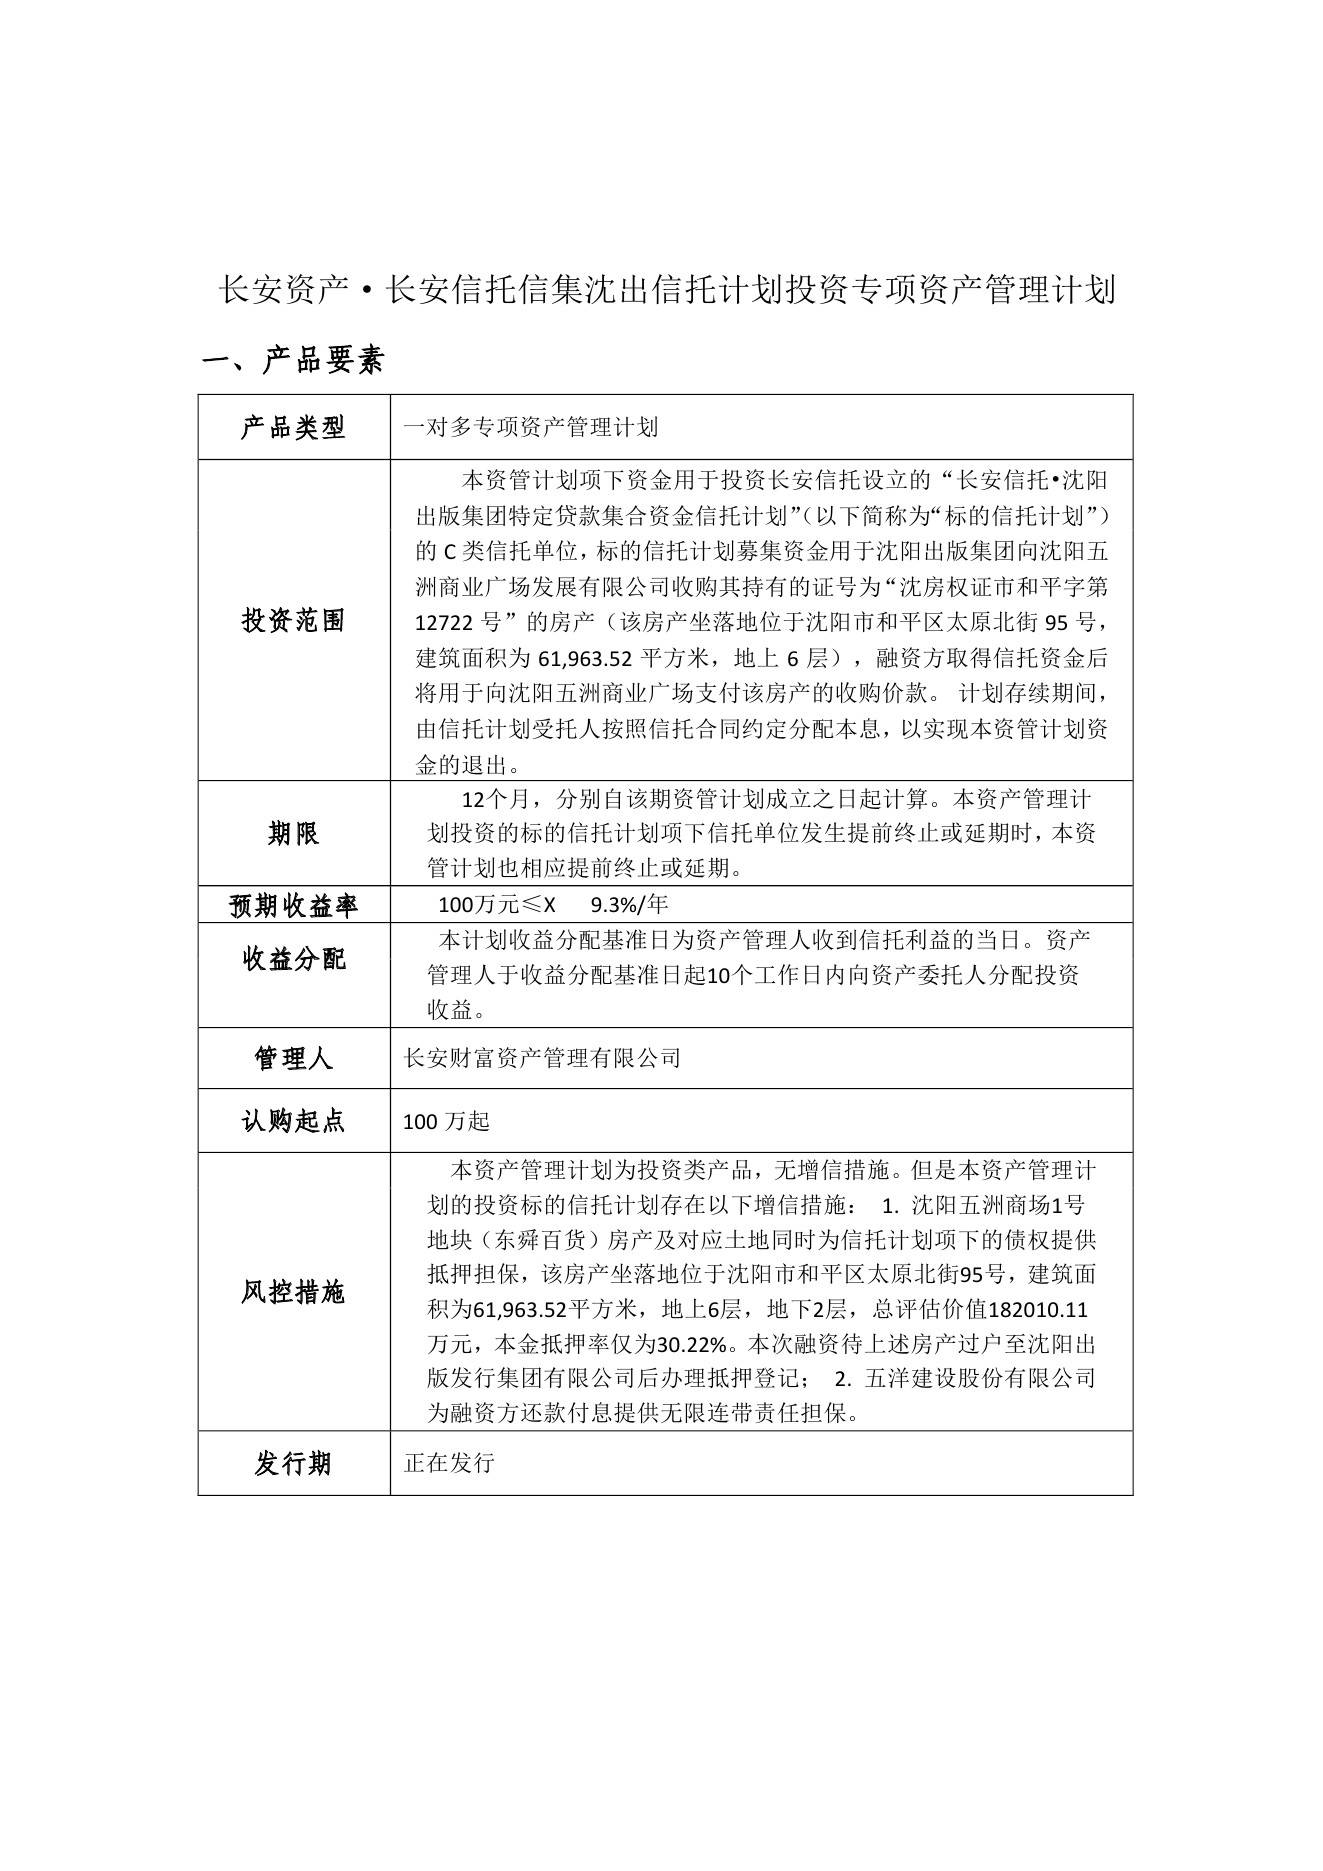 长安资产•长安信托信集沈出信托计划投资专项资产管理计划
一、产品要素
产品类型
一对多专项资产管理计划
投资范围
本资管计划项下资金用于投资长安信托设立的“长安信托•沈阳
出版集团特定贷款集合资金信托计划”（以下简称为“标的信托计划”）
的 C 类信托单位，标的信托计划募集资金用于沈阳出版集团向沈阳五
洲商业广场发展有限公司收购其持有的证号为“沈房权证市和平字第
12722 号”的房产（该房产坐落地位于沈阳市和平区太原北街 95 号，
建筑面积为 61,963.52 平方米，地上 6 层），融资方取得信托资金后
将用于向沈阳五洲商业广场支付该房产的收购价款。 计划存续期间，
由信托计划受托人按照信托合同约定分配本息，以实现本资管计划资
金的退出。
期限
12个月，分别自该期资管计划成立之日起计算。本资产管理计
划投资的标的信托计划项下信托单位发生提前终止或延期时，本资
管计划也相应提前终止或延期。
预期收益率
100万元≤X 9.3%/年
收益分配
本计划收益分配基准日为资产管理人收到信托利益的当日。资产
管理人于收益分配基准日起10个工作日内向资产委托人分配投资
收益。
管理人
长安财富资产管理有限公司
认购起点
100 万起
风控措施
本资产管理计划为投资类产品，无增信措施。但是本资产管理计
划的投资标的信托计划存在以下增信措施： 1. 沈阳五洲商场1号
地块（东舜百货）房产及对应土地同时为信托计划项下的债权提供
抵押担保，该房产坐落地位于沈阳市和平区太原北街95号，建筑面
积为61,963.52平方米，地上6层，地下2层，总评估价值182010.11
万元，本金抵押率仅为30.22%。本次融资待上述房产过户至沈阳出
版发行集团有限公司后办理抵押登记； 2. 五洋建设股份有限公司
为融资方还款付息提供无限连带责任担保。
发行期
正在发行